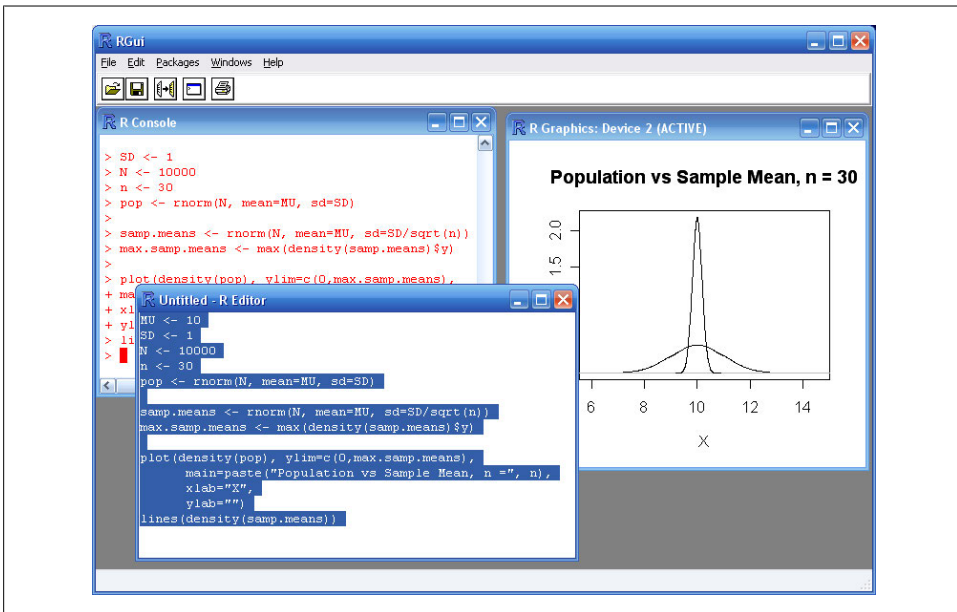 RGui
File Edit Packages Windows Help
R Console
> SD <- 1
> N <- 10000
> n <- 30
> pop <- rnorm(N, mean=MU, sd=SD)
>
> samp.means <- rnorm(N, mean=MU, sd=SD/sqrt(n))
> max.samp.means <- max(density(samp.means)$y)
>
> plot(density(pop), ylim=c(0,max.samp.means),
+ ma
+ xl
+ yl
> li
>
Untitled - R Editor
MU <- 10
SD <- 1
N <- 10000
n <- 30
pop <- rnorm(N, mean=MU, sd=SD)
samp.means <- rnorm(N, mean=MU, sd=SD/sqrt(n))
max.samp.means <- max(density(samp.means)$y)
plot(density(pop), ylim=c(0,max.samp.means),
main=paste("Population vs Sample Mean, n =", n),
xlab="X",
ylab="")
lines(density(samp.means))
R Graphics: Device 2 (ACTIVE)
Population vs Sample Mean, n = 30
2.0
1.5
6 8 10 12 14
X